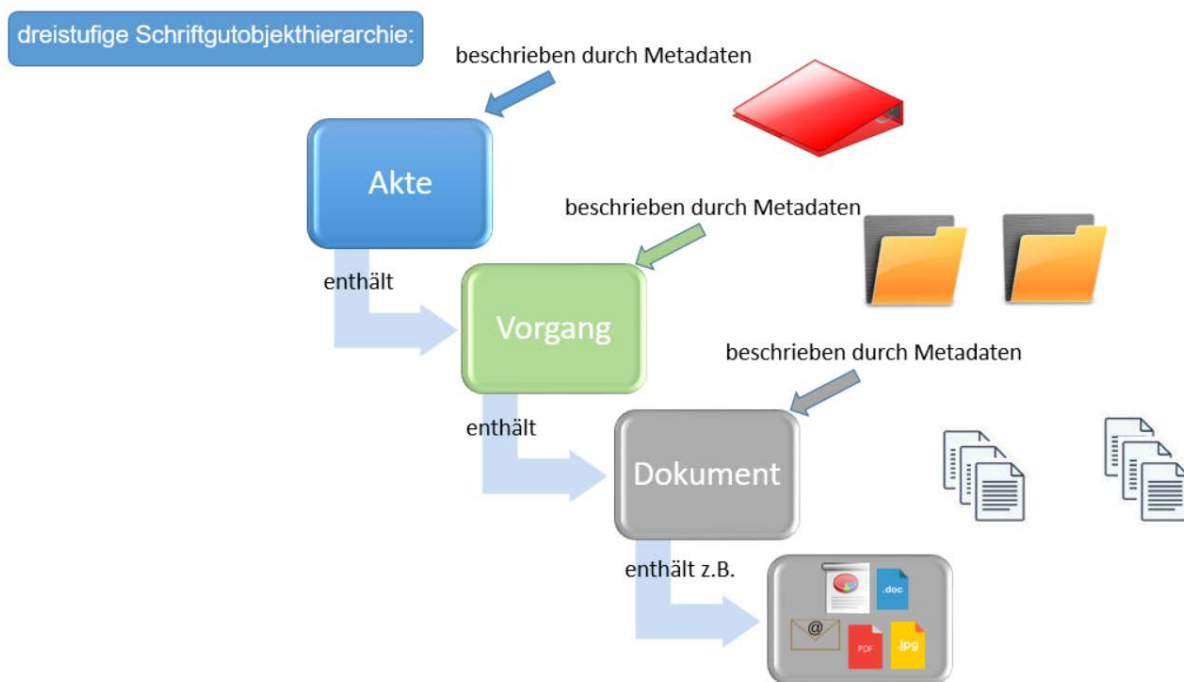 dreistufige Schriftgutobjekthierarchie:
beschrieben durch Metadaten
Akte
beschrieben durch Metadaten
enthält
Vorgang
beschrieben durch Metadaten
enthält
Dokument
enthält z.B.
.doc
@
PDF
.jpg